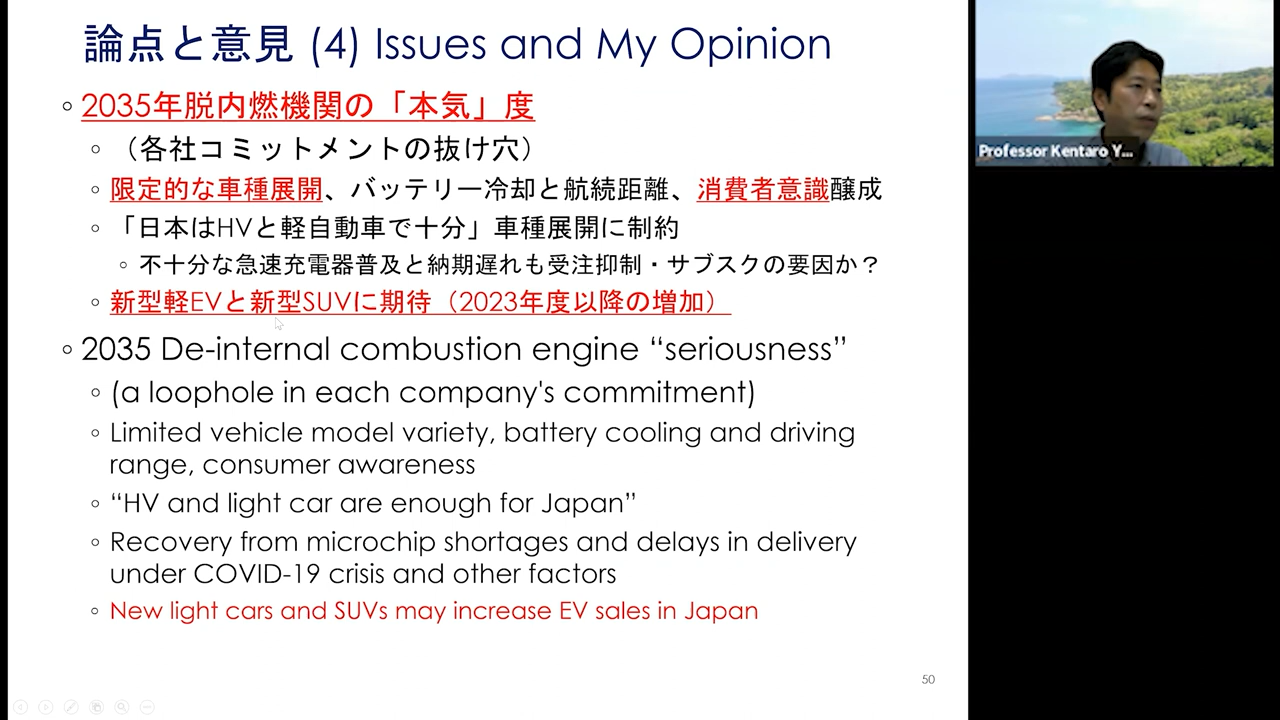 論点と意見 (4) Issues and My Opinion
2035年脱内燃機関の「本気」度
（各社コミットメントの抜け穴）
限定的な車種展開、バッテリー冷却と航続距離、消費者意識醸成
「日本はHVと軽自動車で十分」車種展開に制約
不十分な急速充電器普及と納期遅れも受注抑制・サブスクの要因か？
新型軽EVと新型SUVに期待（2023年度以降の増加）
2035 De-internal combustion engine “seriousness”
(a loophole in each company's commitment)
Limited vehicle model variety, battery cooling and driving
range, consumer awareness
“HV and light car are enough for Japan”
Recovery from microchip shortages and delays in delivery
under COVID-19 crisis and other factors
New light cars and SUVs may increase EV sales in Japan
50
Professor Kentaro Y...